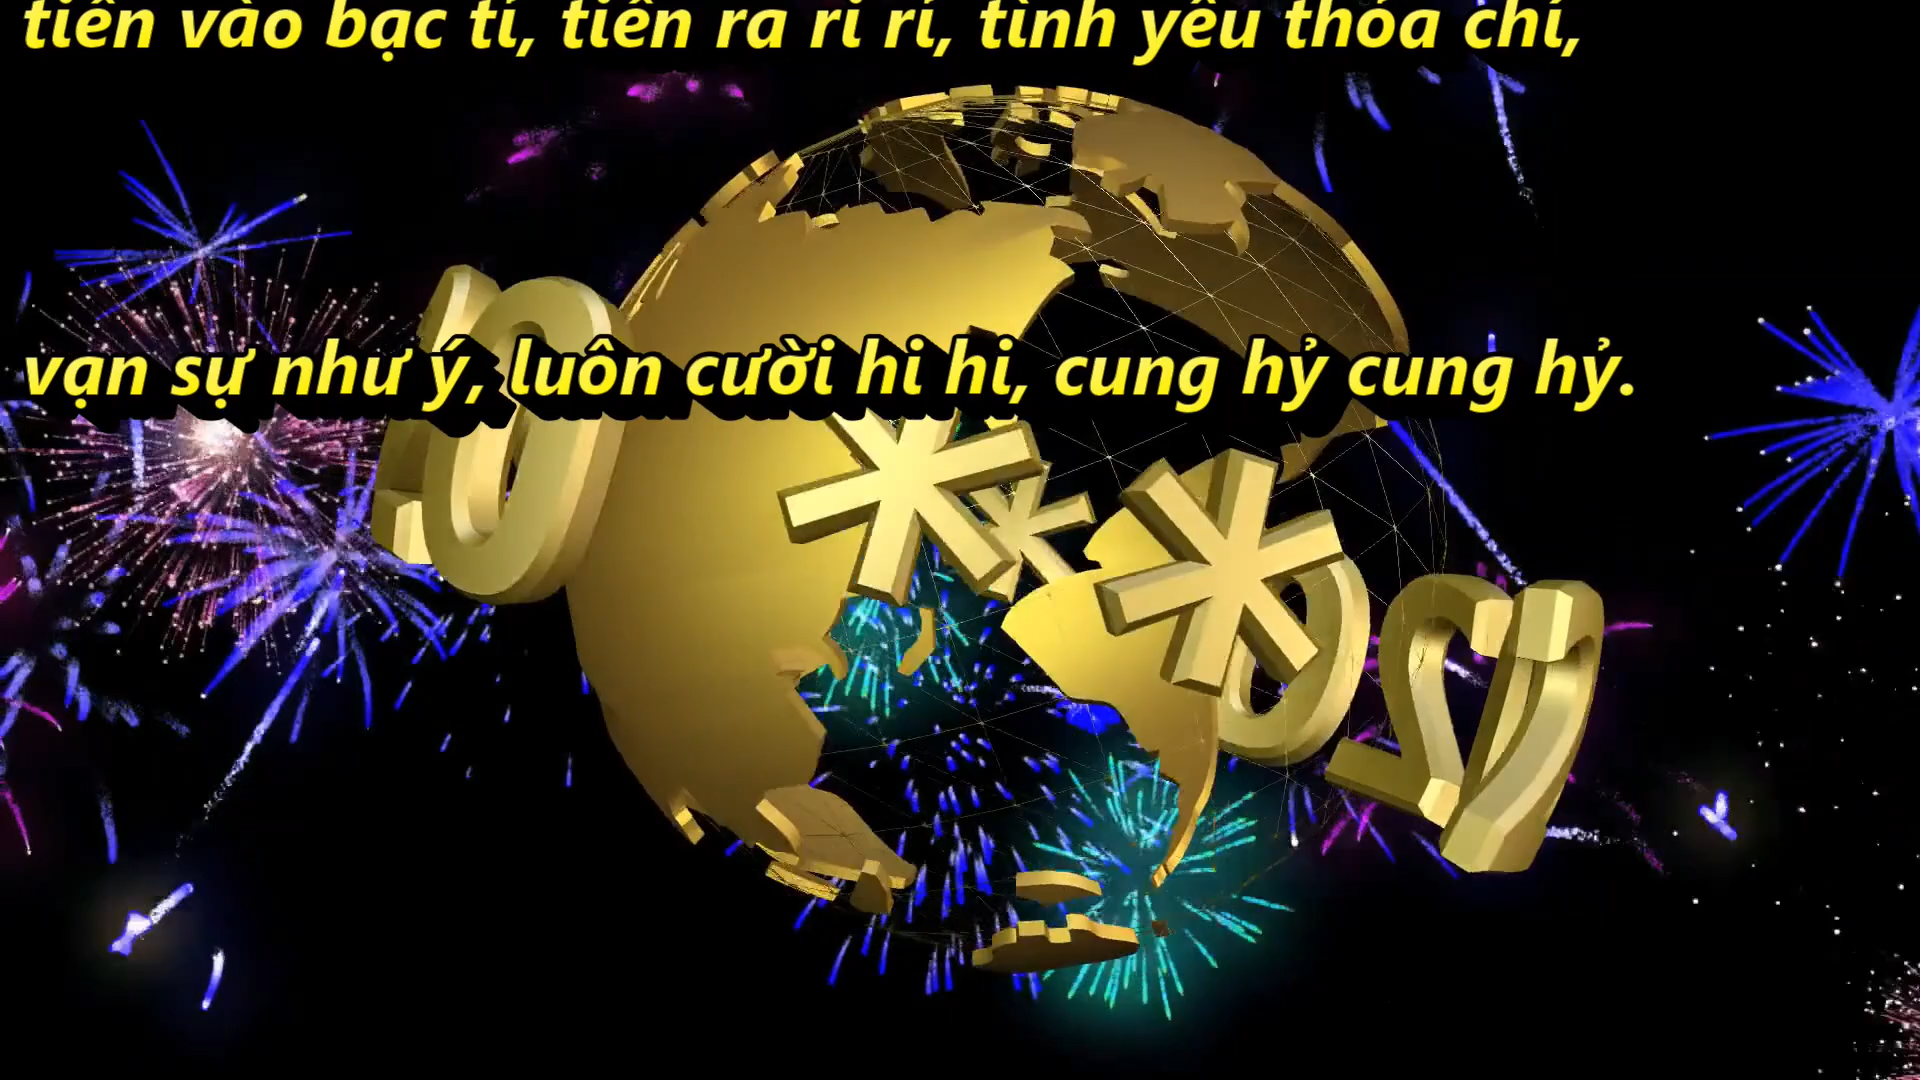 tiền vào bạc tỉ, tiền ra rỉ rỉ, tình yêu thỏa chí,
vạn sự như ý, luôn cười hi hi, cung hỷ cung hỷ.